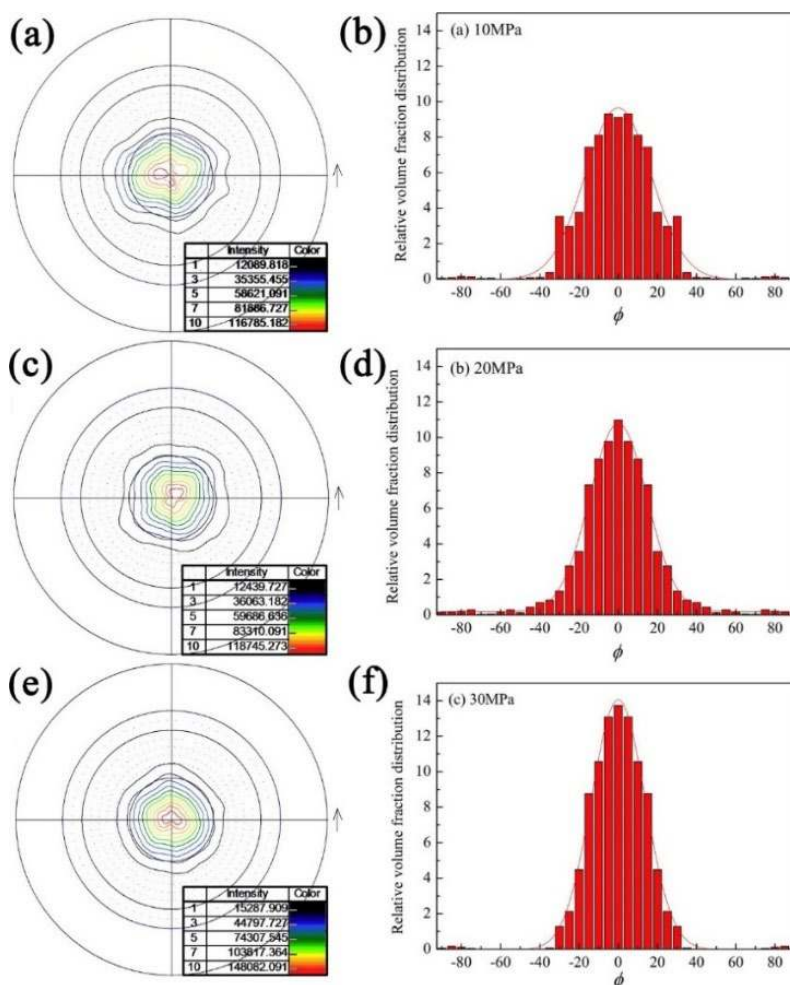 (a)
Intensity Color
1 12089.818
3 35355.455
5 58621.091
7 81886.727
10 116785.182
(b)
(a) 10MPa
Relative volume fraction distribution
14
12
10
8
6
4
2
0
-80 -60 -40 -20 0 20 40 60 80
ϕ
(c)
Intensity Color
1 12439.727
3 36063.182
5 59686.636
7 83310.091
10 118745.273
(d)
(b) 20MPa
Relative volume fraction distribution
14
12
10
8
6
4
2
0
-80 -60 -40 -20 0 20 40 60 80
ϕ
(e)
Intensity Color
1 15287.909
3 44797.727
5 74307.545
7 103817.364
10 148082.091
(f)
(c) 30MPa
Relative volume fraction distribution
14
12
10
8
6
4
2
0
-80 -60 -40 -20 0 20 40 60 80
ϕ